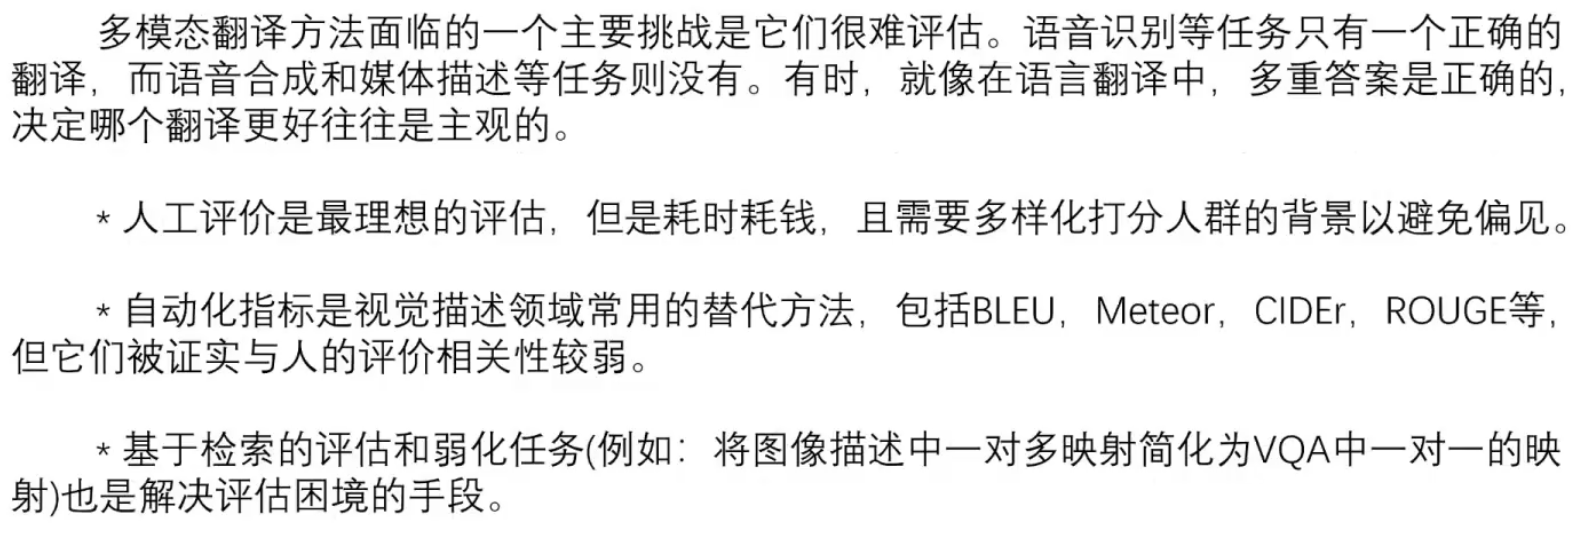 多模态翻译方法面临的一个主要挑战是它们很难评估。语音识别等任务只有一个正确的
翻译，而语音合成和媒体描述等任务则没有。有时，就像在语言翻译中，多重答案是正确的，
决定哪个翻译更好往往是主观的。
* 人工评价是最理想的评估，但是耗时耗钱，且需要多样化打分人群的背景以避免偏见。
* 自动化指标是视觉描述领域常用的替代方法，包括BLEU，Meteor，CIDEr，ROUGE等，
但它们被证实与人的评价相关性较弱。
* 基于检索的评估和弱化任务(例如：将图像描述中一对多映射简化为VQA中一对一的映
射)也是解决评估困境的手段。